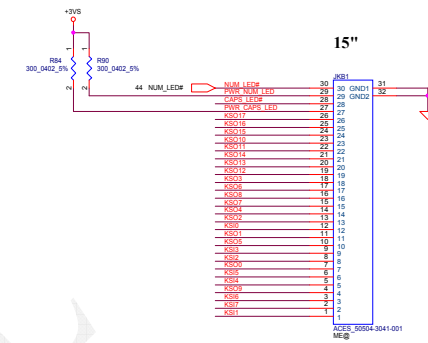 +3VS
15"
R84
300_0402_5%
R90
300_0402_5%
1 1
2 2
44 NUM_LED#
JKB1
NUM_LED# 30 30 GND1 31
PWR_NUM_LED 29 29 GND2 32
CAPS_LED# 28 28
PWR_CAPS_LED 27 27
KSO17 26 26
KSO16 25 25
KSO15 24 24
KSO10 23 23
KSO11 22 22
KSO14 21 21
KSO13 20 20
KSO12 19 19
KSO3 18 18
KSO6 17 17
KSO8 16 16
KSO7 15 15
KSO4 14 14
KSO2 13 13
KSI0 12 12
KSO1 11 11
KSO5 10 10
KSI3 9 9
KSI2 8 8
KSO0 7 7
KSI5 6 6
KSI4 5 5
KSO9 4 4
KSI6 3 3
KSI7 2 2
KSI1 1 1
ACES_50504-3041-001
ME@